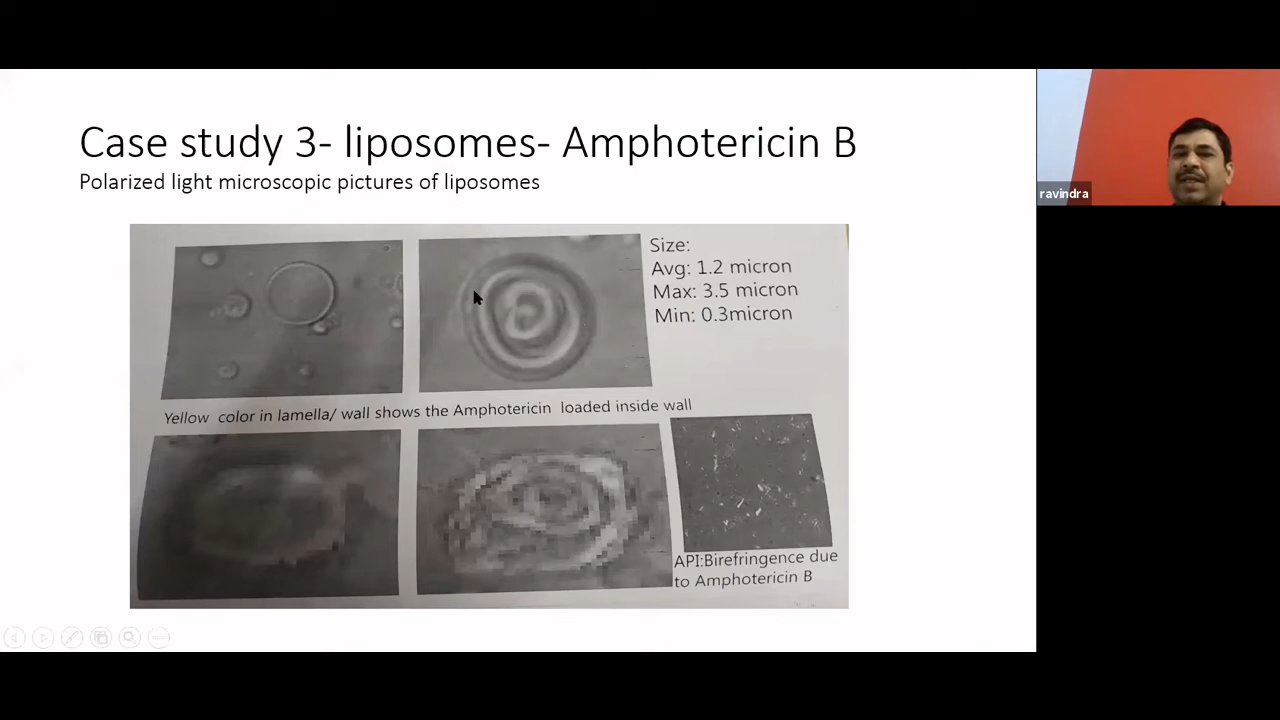 Case study 3- liposomes- Amphotericin B
Polarized light microscopic pictures of liposomes
ravindra
Size:
Avg: 1.2 micron
Max: 3.5 micron
Min: 0.3micron
Yellow color in lamella/ wall shows the Amphotericin loaded inside wall
API:Birefringence due
to Amphotericin B